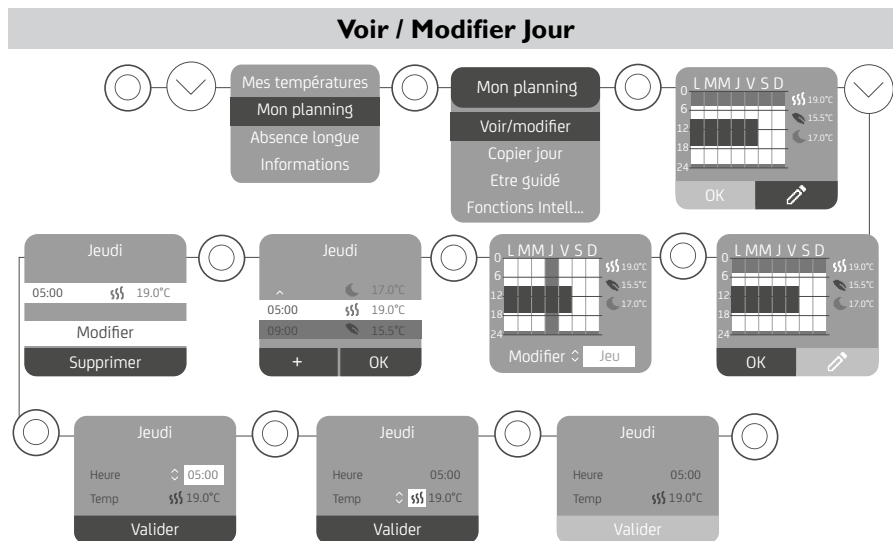 Voir / Modifier Jour
Mes températures
Mon planning
Absence longue
Informations
Mon planning
Voir/modifier
Copier jour
Etre guidé
Fonctions Intell...
L M M J V S D
0
6
12
18
24
19.0°C
15.5°C
17.0°C
OK
Jeudi
05:00 19.0°C
Modifier
Supprimer
Jeudi
17.0°C
05:00 19.0°C
09:00 15.5°C
+ OK
L M M J V S D
0
6
12
18
24
19.0°C
15.5°C
17.0°C
Modifier Jeu
L M M J V S D
0
6
12
18
24
19.0°C
15.5°C
17.0°C
OK
Jeudi
Heure 05:00
Temp 19.0°C
Valider
Jeudi
Heure 05:00
Temp 19.0°C
Valider
Jeudi
Heure 05:00
Temp 19.0°C
Valider